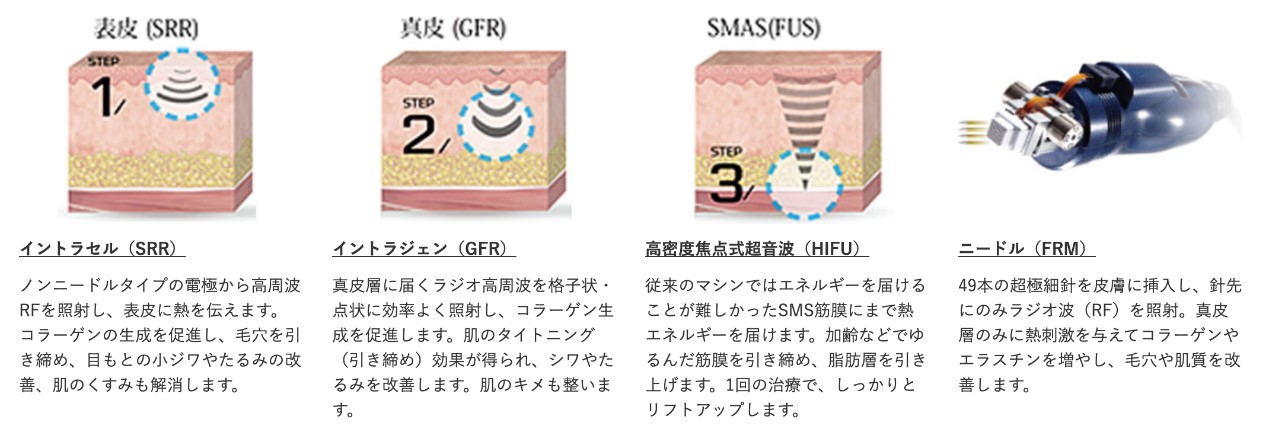 表皮 (SRR)
STEP
1/
イントラセル（SRR）
ノンニードルタイプの電極から高周波
RFを照射し、表皮に熱を伝えます。
コラーゲンの生成を促進し、毛穴を引
き締め、目もとの小ジワやたるみの改
善、肌のくすみも解消します。
真皮 (GFR)
STEP
2/
イントラジェン（GFR）
真皮層に届くラジオ高周波を格子状・
点状に効率よく照射し、コラーゲン生
成を促進します。肌のタイトニング
（引き締め）効果が得られ、シワやた
るみを改善します。肌のキメも整いま
す。
SMAS(FUS)
STEP
3/
高密度焦点式超音波（HIFU）
従来のマシンではエネルギーを届ける
ことが難しかったSMS筋膜にまで熱
エネルギーを届けます。加齢などでゆ
るんだ筋膜を引き締め、脂肪層を引き
上げます。1回の治療で、しっかりと
リフトアップします。
ニードル（FRM）
49本の超極細針を皮膚に挿入し、針先
にのみラジオ波（RF）を照射。真皮
層のみに熱刺激を与えてコラーゲンや
エラスチンを増やし、毛穴や肌質を改
善します。